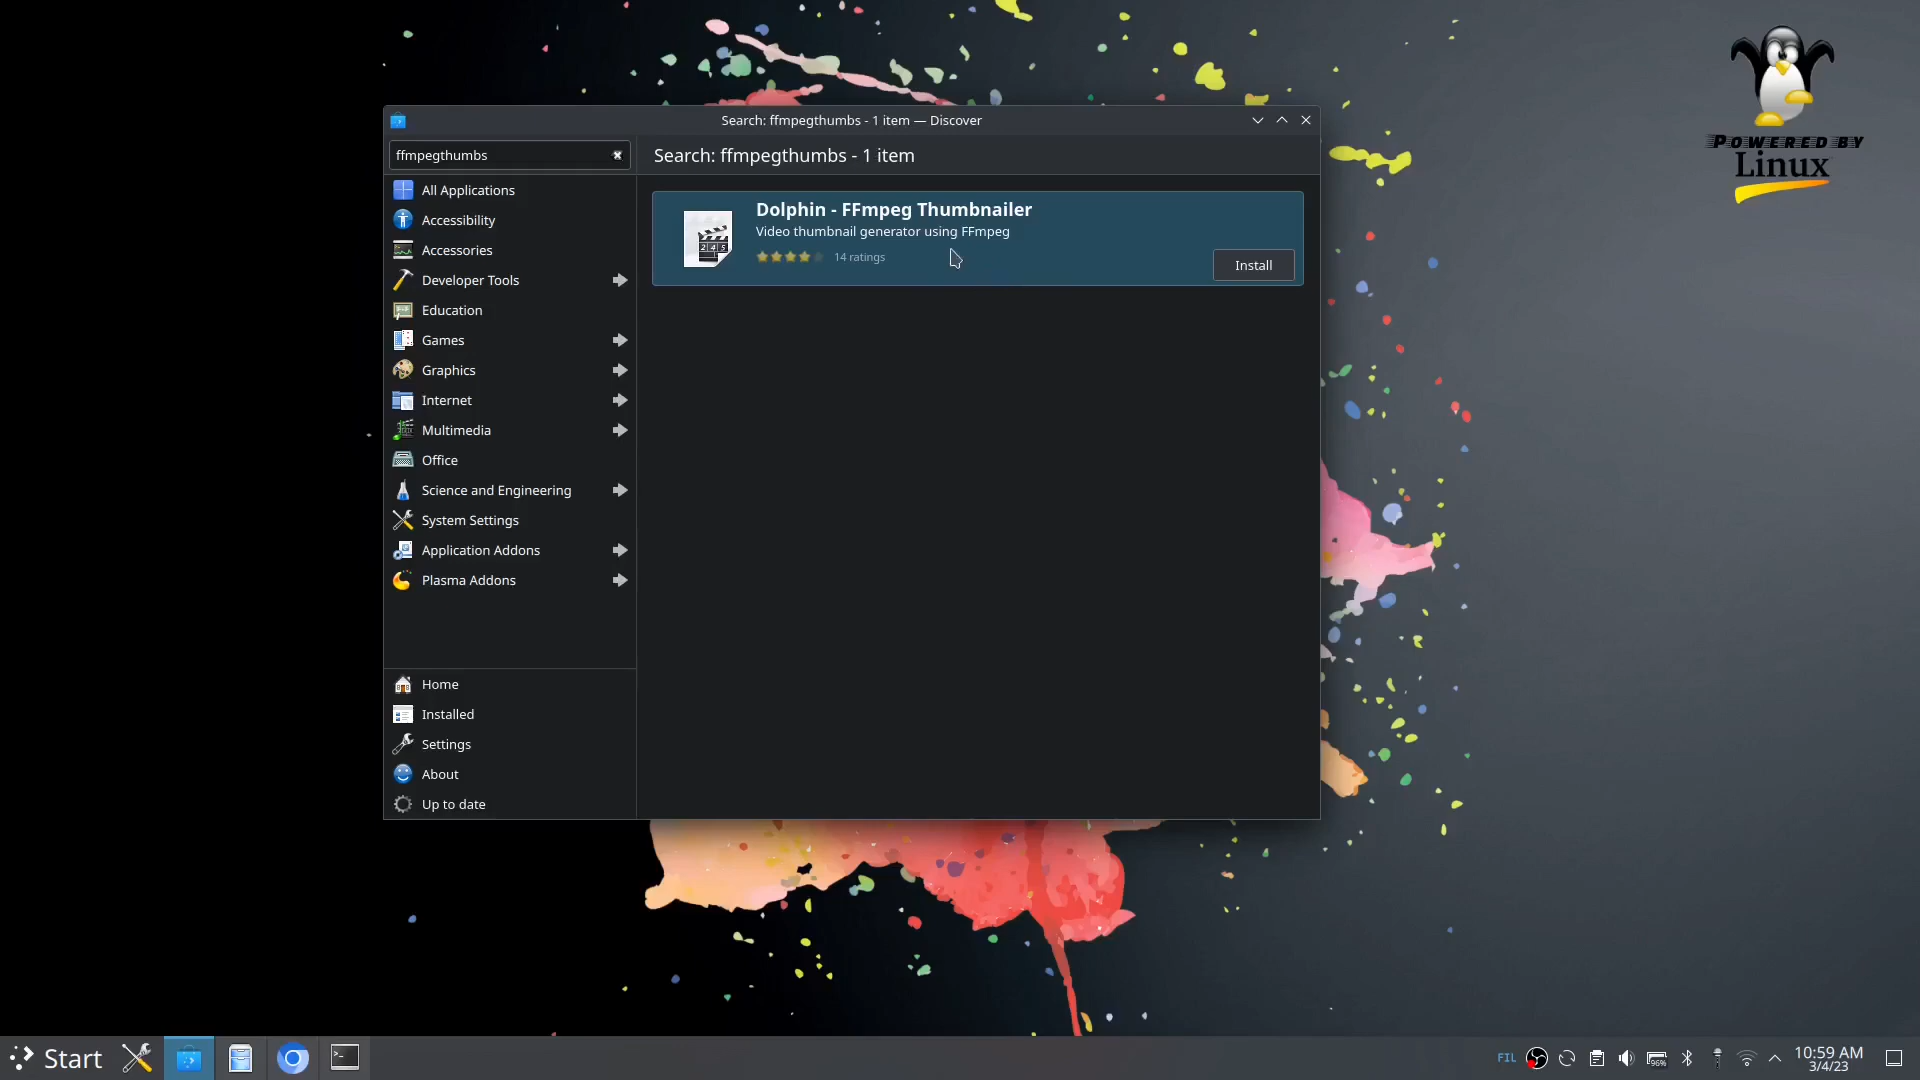 POWERED BY
Linux
Search: ffmpegthumbs - 1 item — Discover
ffmpegthumbs
Search: ffmpegthumbs - 1 item
All Applications
Accessibility
Accessories
Developer Tools
Education
Games
Graphics
Internet
Multimedia
Office
Science and Engineering
System Settings
Application Addons
Plasma Addons
Home
Installed
Settings
About
Up to date
Dolphin - FFmpeg Thumbnailer
Video thumbnail generator using FFmpeg
14 ratings
Install
Start
FIL
96%
10:59 AM
3/4/23